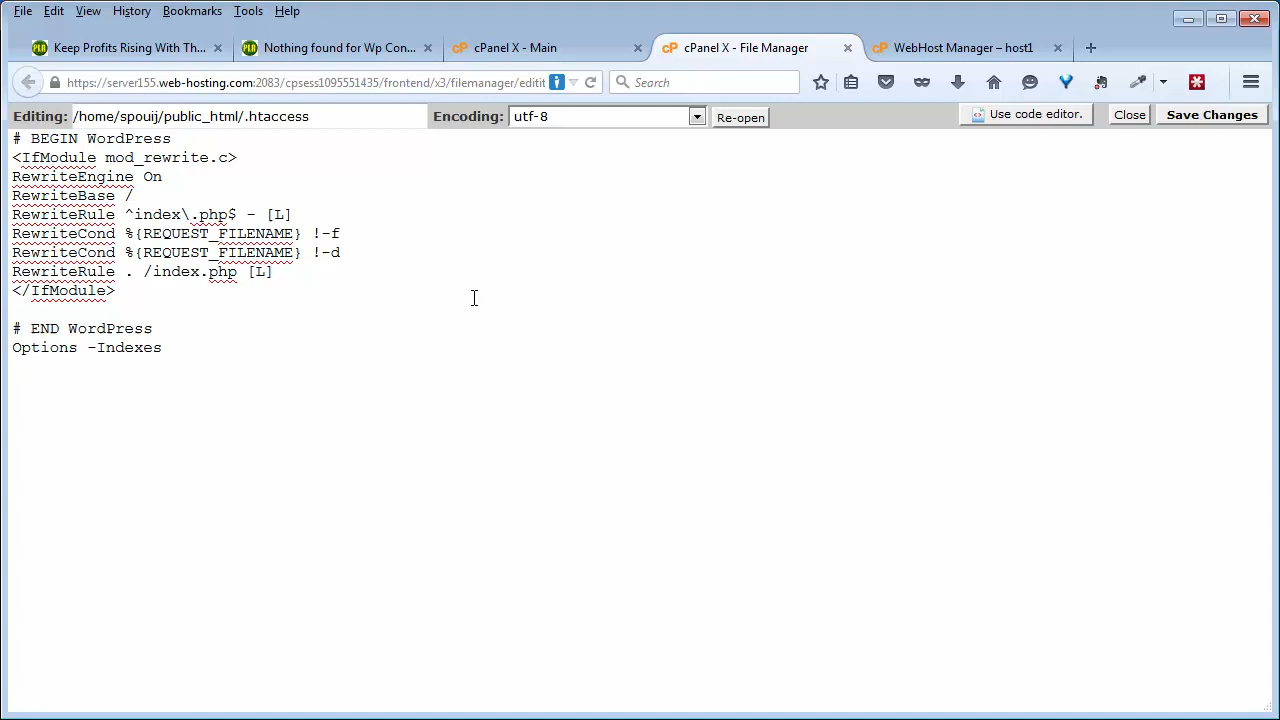 File Edit View History Bookmarks Tools Help
Keep Profits Rising With Th... Nothing found for Wp Con... cPanel X - Main cPanel X - File Manager WebHost Manager – host1
https://server155.web-hosting.com:2083/cpsess1095551435/frontend/x3/filemanager/editit Search
Editing: /home/spouij/public_html/.htaccess Encoding: utf-8 Re-open Use code editor. Close Save Changes
# BEGIN WordPress
<IfModule mod_rewrite.c>
RewriteEngine On
RewriteBase /
RewriteRule ^index\.php$ - [L]
RewriteCond %{REQUEST_FILENAME} !-f
RewriteCond %{REQUEST_FILENAME} !-d
RewriteRule . /index.php [L]
</IfModule>
# END WordPress
Options -Indexes